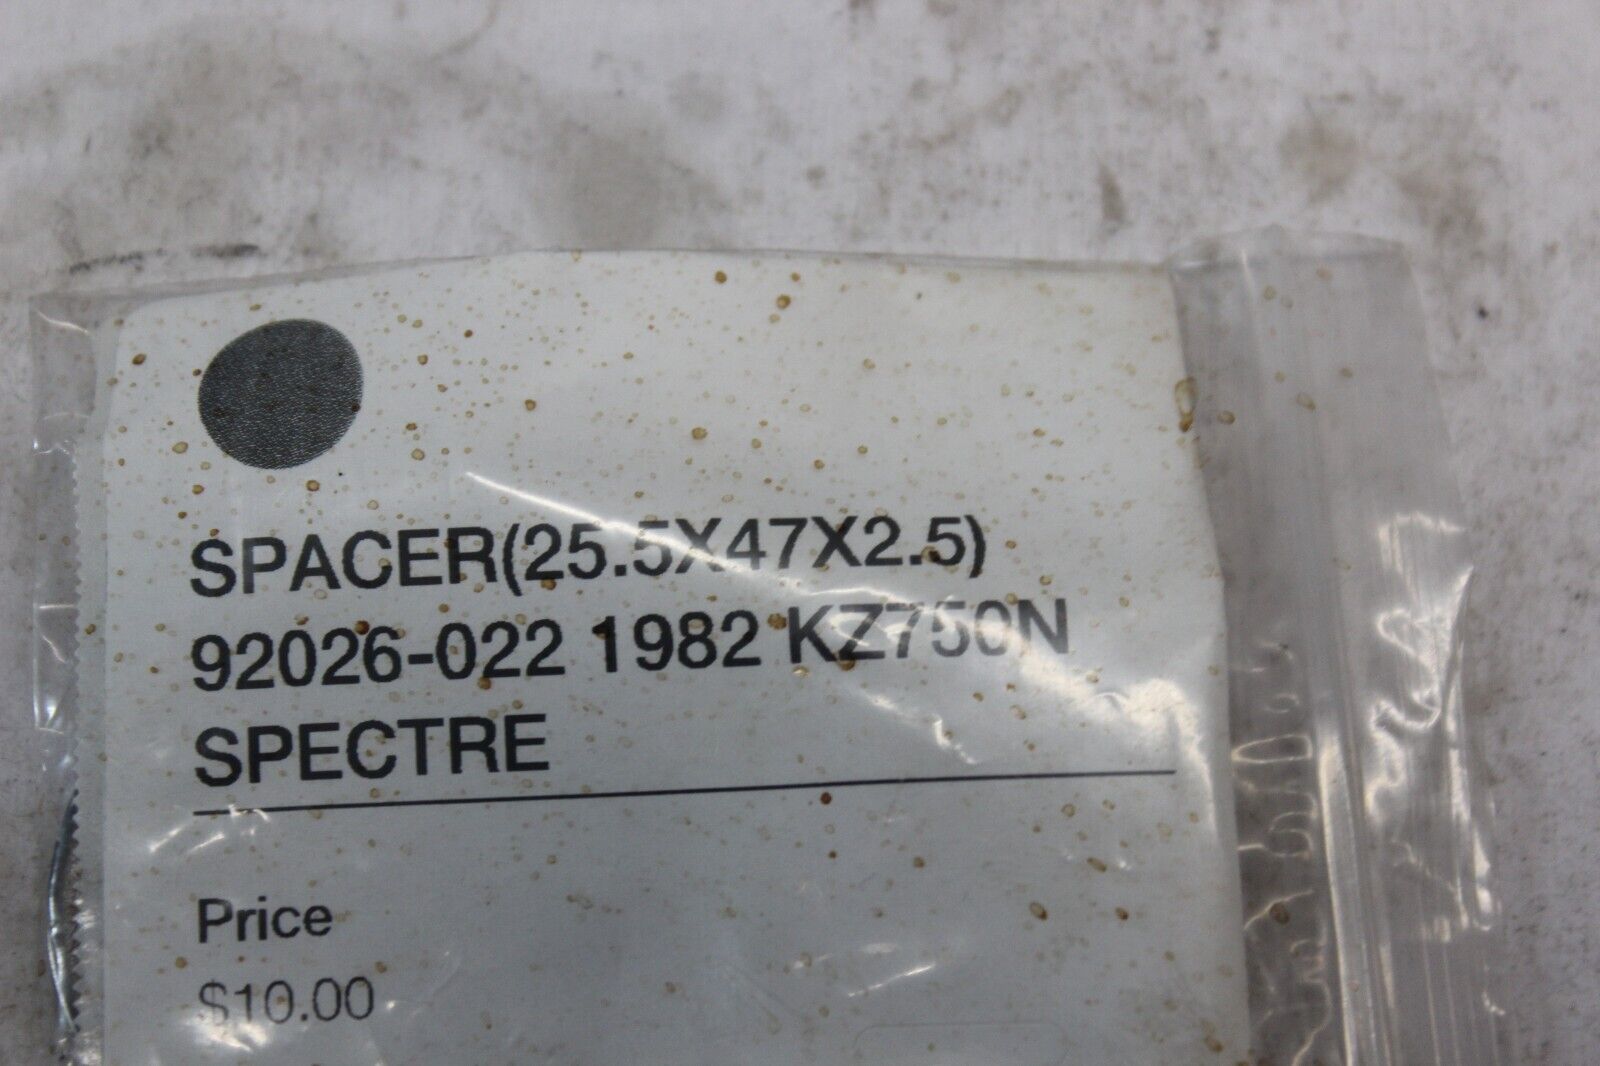 SPACER(25.5X47X2.5)
92026-022 1982 KZ750N
SPECTRE
Price
$10.00